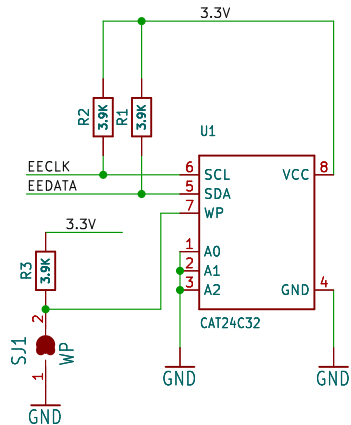 3.3V
R2
3.9K
R1
3.9K
U1
EECLK
6
SCL
VCC
8
EEDATA
5
SDA
7
WP
3.3V
R3
3.9K
1
A0
2
A1
3
A2
GND
4
CAT24C32
2
SJ1
WP
1
GND
GND
GND